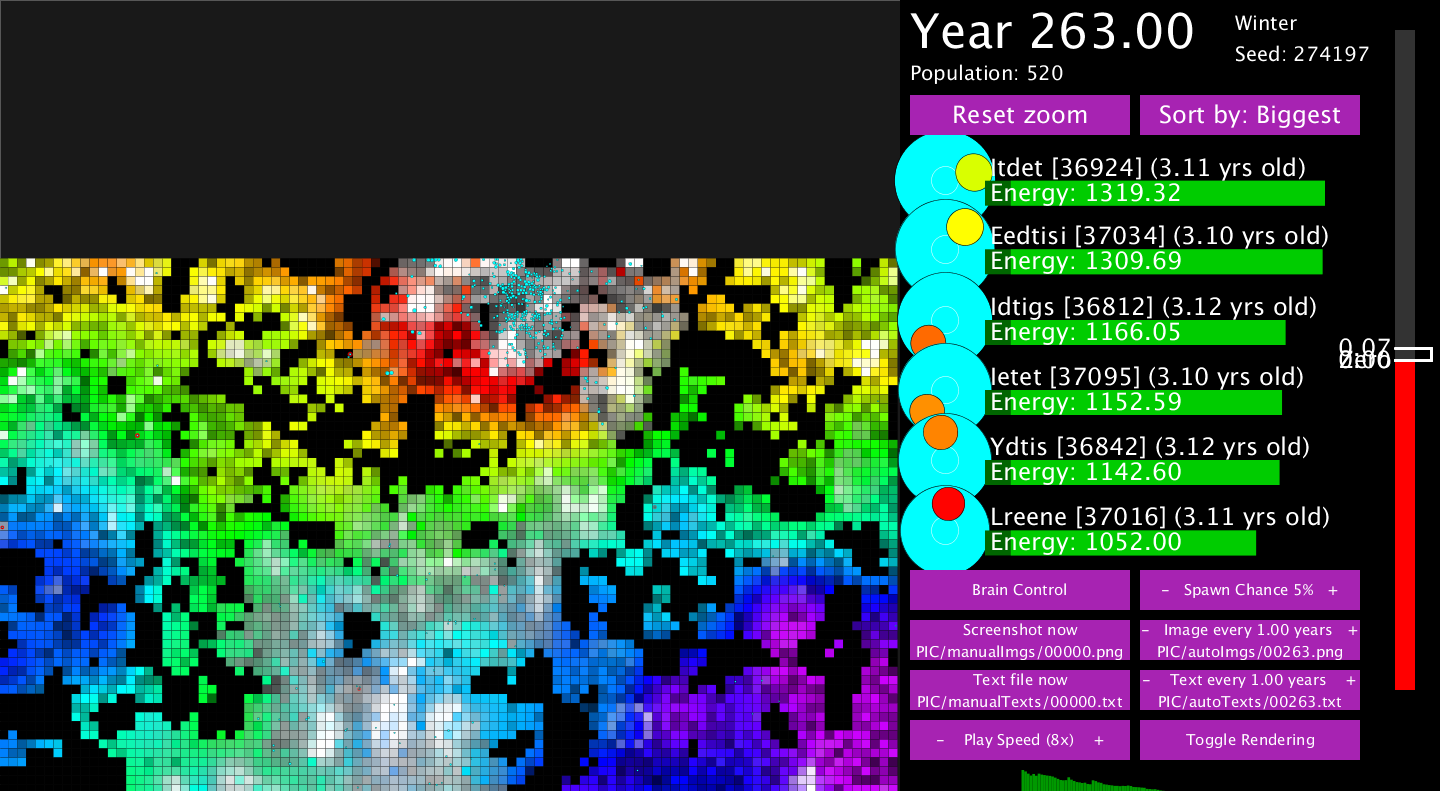 Year 263.00
Winter
Seed: 274197
Population: 520
Reset zoom
Sort by: Biggest
Itdet [36924] (3.11 yrs old)
Energy: 1319.32
Eedtisi [37034] (3.10 yrs old)
Energy: 1309.69
Idtigs [36812] (3.12 yrs old)
Energy: 1166.05
Ietet [37095] (3.10 yrs old)
Energy: 1152.59
Ydtis [36842] (3.12 yrs old)
Energy: 1142.60
Lreene [37016] (3.11 yrs old)
Energy: 1052.00
0.07
Brain Control
- Spawn Chance 5% +
Screenshot now
PIC/manualImgs/00000.png
- Image every 1.00 years +
PIC/autoImgs/00263.png
Text file now
PIC/manualTexts/00000.txt
- Text every 1.00 years +
PIC/autoTexts/00263.txt
- Play Speed (8x) +
Toggle Rendering